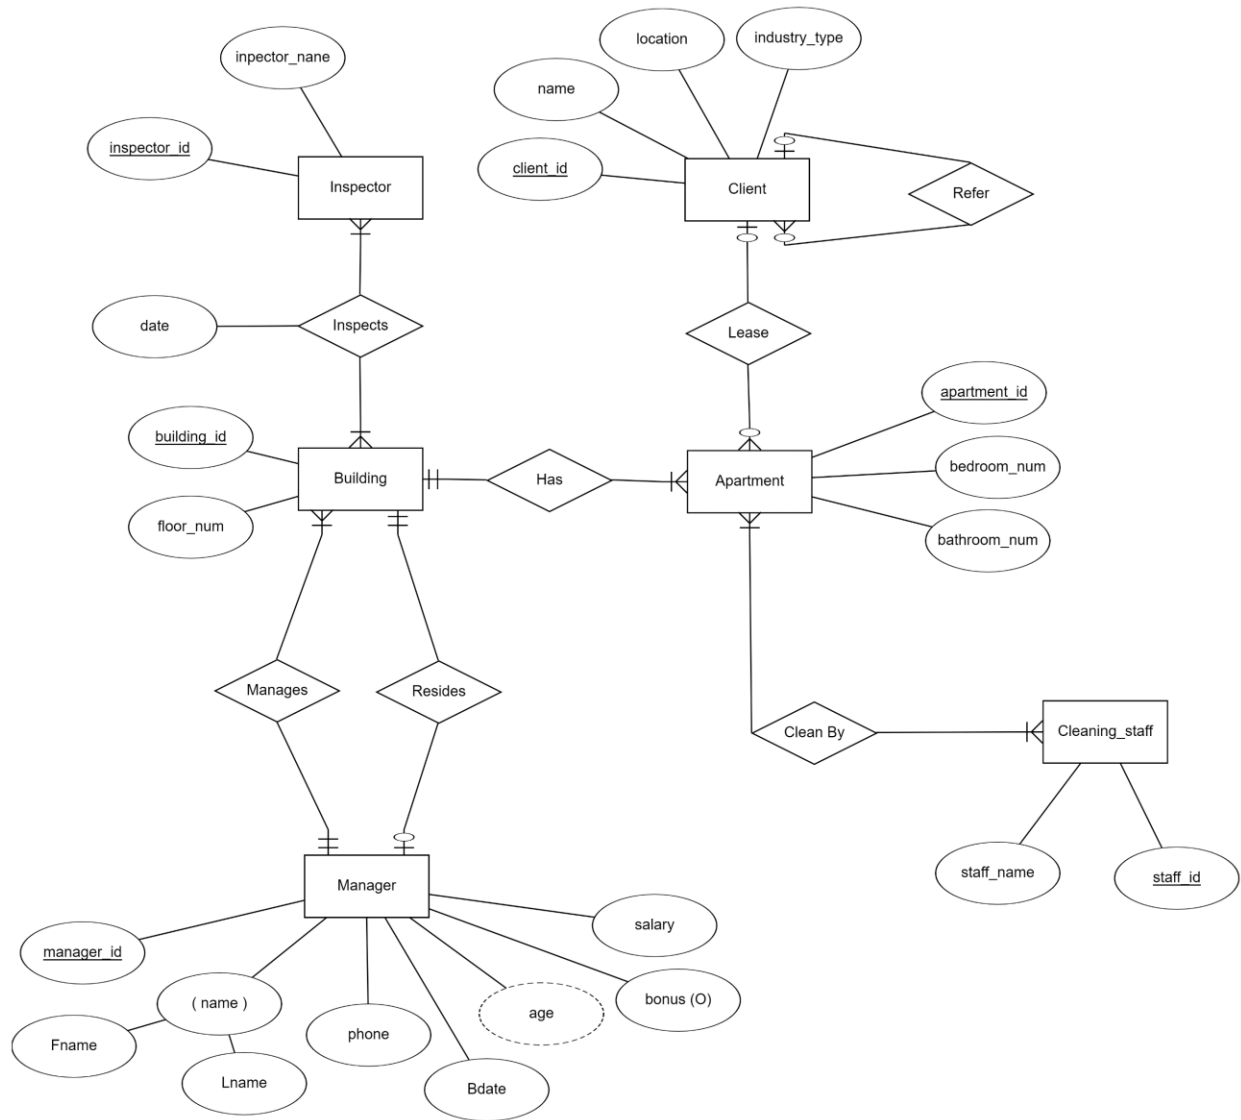 location
industry_type
inpector_nane
name
inspector_id
client_id
Inspector
Client
Refer
date
Inspects
Lease
apartment_id
building_id
bedroom_num
Building
Has
Apartment
floor_num
bathroom_num
Manages
Resides
Clean By
Cleaning_staff
Manager
staff_name
staff_id
salary
manager_id
( name )
bonus (O)
age
phone
Fname
Lname
Bdate